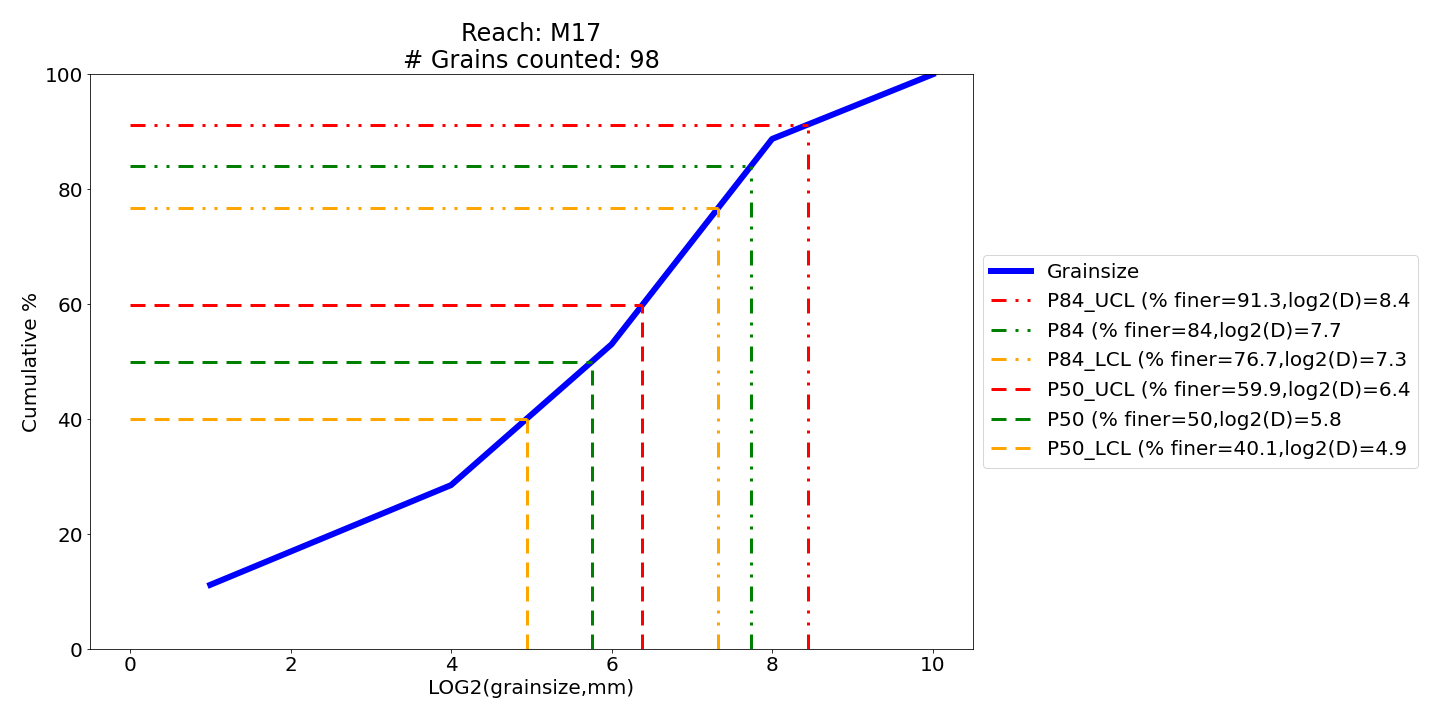 Reach: M17
# Grains counted: 98
100
80
60
40
20
0
Cumulative %
0 2 4 6 8 10
LOG2(grainsize,mm)
Grainsize
P84_UCL (% finer=91.3,log2(D)=8.4
P84 (% finer=84,log2(D)=7.7
P84_LCL (% finer=76.7,log2(D)=7.3
P50_UCL (% finer=59.9,log2(D)=6.4
P50 (% finer=50,log2(D)=5.8
P50_LCL (% finer=40.1,log2(D)=4.9